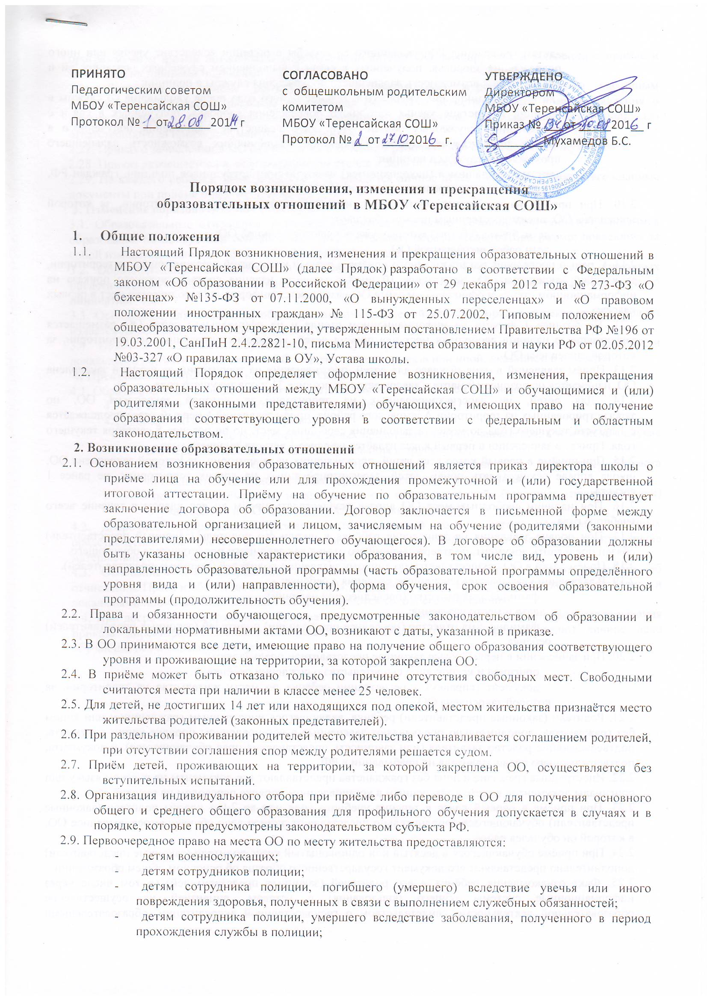 ПРИНЯТО
Педагогическим советом
МБОУ «Теренсайская СОШ»
Протокол № 1 от 28.08 2014 г
СОГЛАСОВАНО
с общешкольным родительским
комитетом
МБОУ «Теренсайская СОШ»
Протокол № 2 от 27.10 2016 г.
УТВЕРЖДЕНО
Директором
МБОУ «Теренсайская СОШ»
Приказ № 194 от 30.08 2016 г
Мухамедов Б.С.
Порядок возникновения, изменения и прекращения
образовательных отношений в МБОУ «Теренсайская СОШ»
1. Общие положения
1.1. Настоящий Прядок возникновения, изменения и прекращения образовательных отношений в
МБОУ «Теренсайская СОШ» (далее Прядок) разработано в соответствии с Федеральным
законом «Об образовании в Российской Федерации» от 29 декабря 2012 года № 273-ФЗ «О
беженцах» №135-ФЗ от 07.11.2000, «О вынужденных переселенцах» и «О правовом
положении иностранных граждан» № 115-ФЗ от 25.07.2002, Типовым положением об
общеобразовательном учреждении, утвержденным постановлением Правительства РФ №196 от
19.03.2001, СанПиН 2.4.2.2821-10, письма Министерства образования и науки РФ от 02.05.2012
№03-327 «О правилах приема в ОУ», Устава школы.
1.2. Настоящий Порядок определяет оформление возникновения, изменения, прекращения
образовательных отношений между МБОУ «Теренсайская СОШ» и обучающимися и (или)
родителями (законными представителями) обучающихся, имеющих право на получение
образования соответствующего уровня в соответствии с федеральным и областным
законодательством.
2. Возникновение образовательных отношений
2.1. Основанием возникновения образовательных отношений является приказ директора школы о
приёме лица на обучение или для прохождения промежуточной и (или) государственной
итоговой аттестации. Приёму на обучение по образовательным программа предшествует
заключение договора об образовании. Договор заключается в письменной форме между
образовательной организацией и лицом, зачисляемым на обучение (родителями (законными
представителями) несовершеннолетнего обучающегося). В договоре об образовании должны
быть указаны основные характеристики образования, в том числе вид, уровень и (или)
направленность образовательной программы (часть образовательной программы определённого
уровня вида и (или) направленности), форма обучения, срок освоения образовательной
программы (продолжительность обучения).
2.2. Права и обязанности обучающегося, предусмотренные законодательством об образовании и
локальными нормативными актами ОО, возникают с даты, указанной в приказе.
2.3. В ОО принимаются все дети, имеющие право на получение общего образования соответствующего
уровня и проживающие на территории, за которой закреплена ОО.
2.4. В приёме может быть отказано только по причине отсутствия свободных мест. Свободными
считаются места при наличии в классе менее 25 человек.
2.5. Для детей, не достигших 14 лет или находящихся под опекой, местом жительства признаётся место
жительства родителей (законных представителей).
2.6. При раздельном проживании родителей место жительства устанавливается соглашением родителей,
при отсутствии соглашения спор между родителями решается судом.
2.7. Приём детей, проживающих на территории, за которой закреплена ОО, осуществляется без
вступительных испытаний.
2.8. Организация индивидуального отбора при приёме либо переводе в ОО для получения основного
общего и среднего общего образования для профильного обучения допускается в случаях и в
порядке, которые предусмотрены законодательством субъекта РФ.
2.9. Первоочередное право на места ОО по месту жительства предоставляются:
- детям военнослужащих;
- детям сотрудников полиции;
- детям сотрудника полиции, погибшего (умершего) вследствие увечья или иного
повреждения здоровья, полученных в связи с выполнением служебных обязанностей;
- детям сотрудника полиции, умершего вследствие заболевания, полученного в период
прохождения службы в полиции;